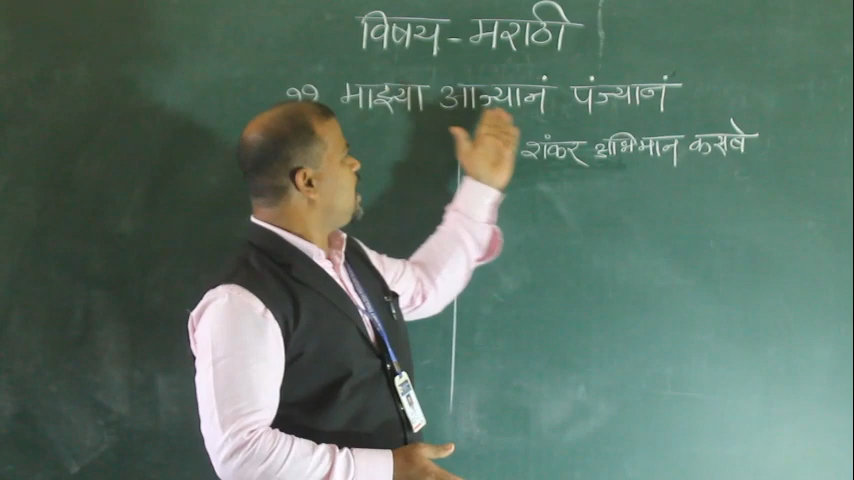 विषय - मराठी
११ माझ्या आज्यानं पंज्यानं
शंकर अभिमान कसबे